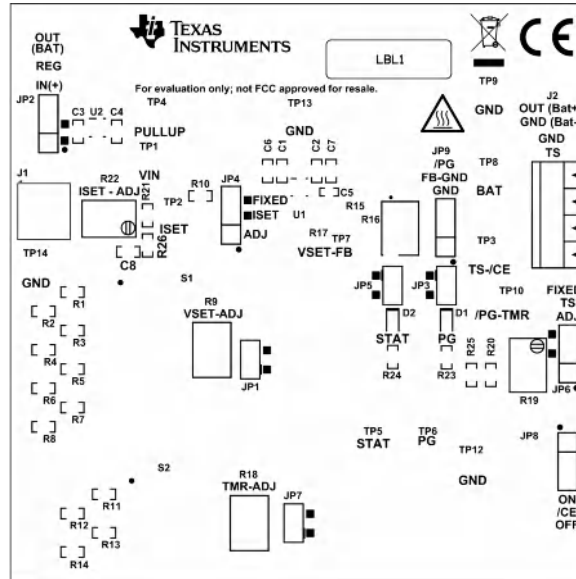 TEXAS
INSTRUMENTS
LBL1
For evaluation only; not FCC approved for resale.
OUT
(BAT)
REG
IN(+)
JP2
C3
U2
C4
TP4
PULLUP
TP1
TP13
GND
C6
C1
C2
C7
C5
TP9
GND
J2
OUT (Bat+
GND (Bat-
GND
TS
JP9
/PG
FB-GND
GND
TP8
BAT
J1
R22
ISET - ADJ
VIN
R21
TP2
ISET
R26
C8
R10
JP4
FIXED
ISET
ADJ
U1
R15
R16
R17
TP7
VSET-FB
TP3
TS-/CE
TP14
GND
S1
R1
R2
R3
R4
R5
R6
R7
R8
R9
VSET-ADJ
JP1
JP5
JP3
D2
D1
STAT
PG
R24
R23
TP10
/PG-TMR
R25
R20
FIXED
TS
ADJ
R19
JP6
TP5
STAT
TP6
PG
TP12
GND
JP8
ON
/CE
OFF
S2
R11
R12
R13
R14
R18
TMR-ADJ
JP7